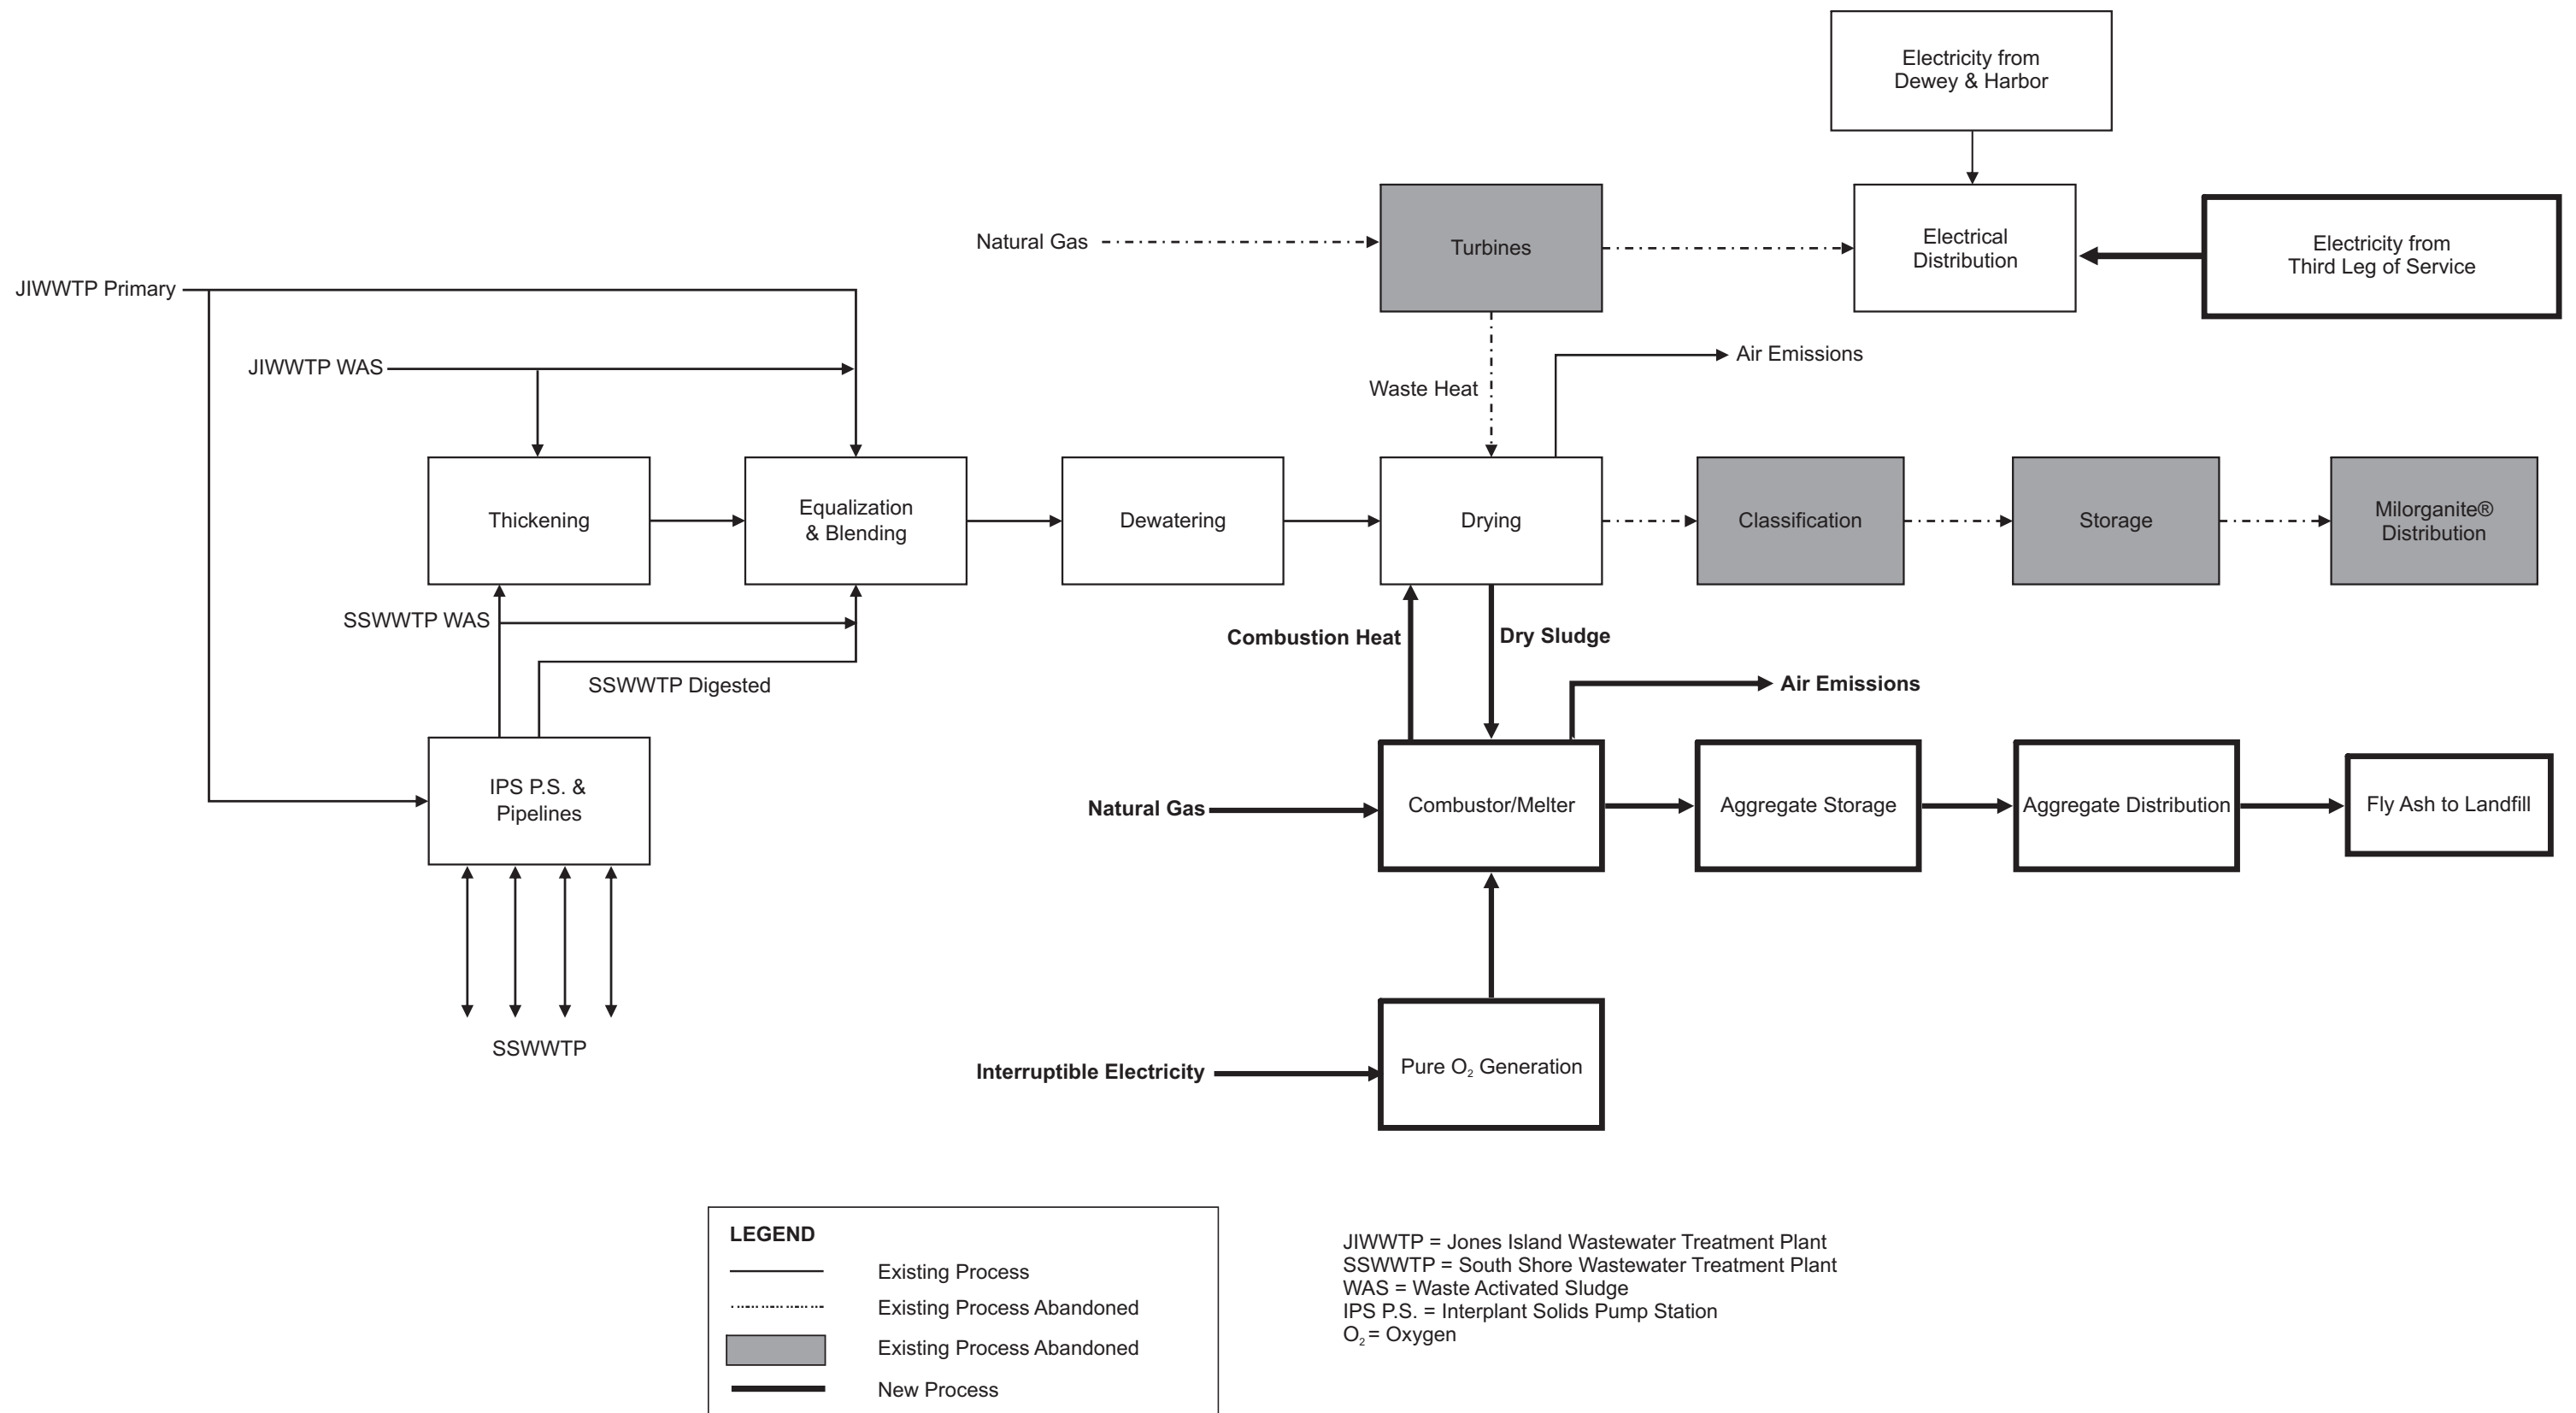 Electricity from
Dewey & Harbor
Natural Gas
Turbines
Electrical
Distribution
Electricity from
Third Leg of Service
JIWWTP Primary
JIWWTP WAS
Waste Heat
Air Emissions
Thickening
Equalization
& Blending
Dewatering
Drying
Classification
Storage
Milorganite®
Distribution
SSWWTP WAS
SSWWTP Digested
Combustion Heat
Dry Sludge
Air Emissions
IPS P.S. &
Pipelines
Natural Gas
Combustor/Melter
Aggregate Storage
Aggregate Distribution
Fly Ash to Landfill
SSWWTP
Interruptible Electricity
Pure O₂ Generation
LEGEND
Existing Process
Existing Process Abandoned
Existing Process Abandoned
New Process
JIWWTP = Jones Island Wastewater Treatment Plant
SSWWTP = South Shore Wastewater Treatment Plant
WAS = Waste Activated Sludge
IPS P.S. = Interplant Solids Pump Station
O₂ = Oxygen